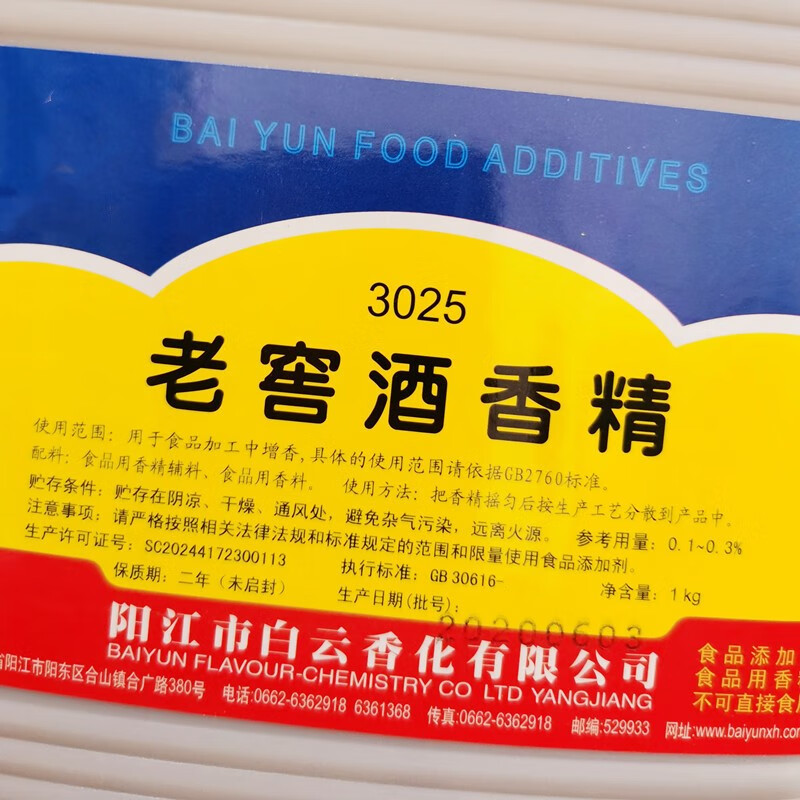 BAI YUN FOOD ADDITIVES
3025
老窖酒香精
使用范围：用于食品加工中增香,具体的使用范围请依据GB2760标准。
配料：食品用香精辅料、食品用香料。 使用方法：把香精摇匀后按生产工艺分散到产品中。
贮存条件：贮存在阴凉、干燥、通风处，避免杂气污染，远离火源。 参考用量：0.1~0.3%
注意事项：请严格按照相关法律法规和标准规定的范围和限量使用食品添加剂。
生产许可证号：SC20244172300113 执行标准：GB 30616- 净含量：1kg
保质期：二年（未启封） 生产日期(批号)：
20200603
阳江市白云香化有限公司
BAIYUN FLAVOUR-CHEMISTRY CO LTD YANGJIANG
省阳江市阳东区合山镇合广路380号 电话:0662-6362918 6361368 传真:0662-6362918 邮编:529933 网址:www.baiyunxh.com
食品添加
食品用香料
不可直接食用